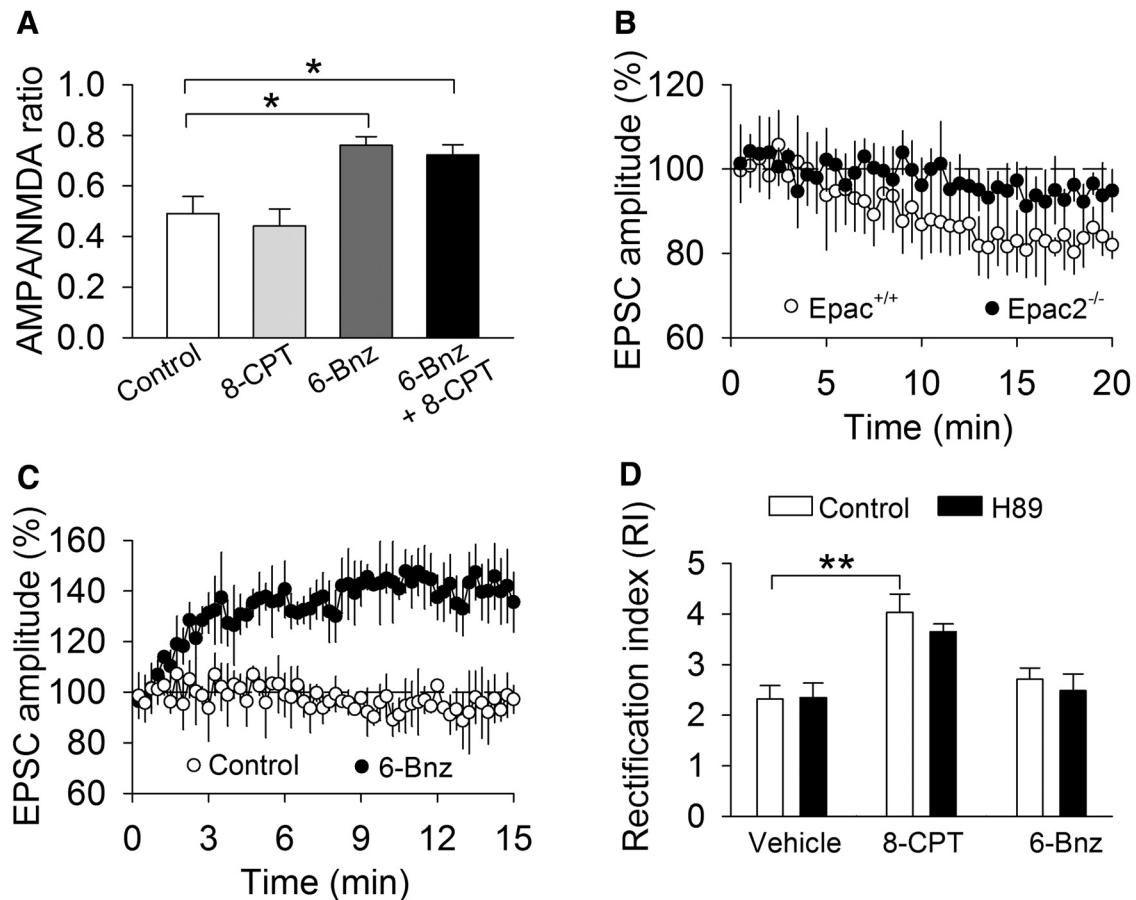 A
AMPA/NMDA ratio
1.0
0.8
0.6
0.4
0.2
0.0
*
*
Control
8-CPT
6-Bnz
6-Bnz
+ 8-CPT
B
EPSC amplitude (%)
120
100
80
60
Epac+/+
Epac2-/-
0 5 10 15 20
Time (min)
C
EPSC amplitude (%)
160
140
120
100
80
60
Control
6-Bnz
0 3 6 9 12 15
Time (min)
D
Control
H89
Rectification index (RI)
5
4
3
2
1
0
**
Vehicle
8-CPT
6-Bnz